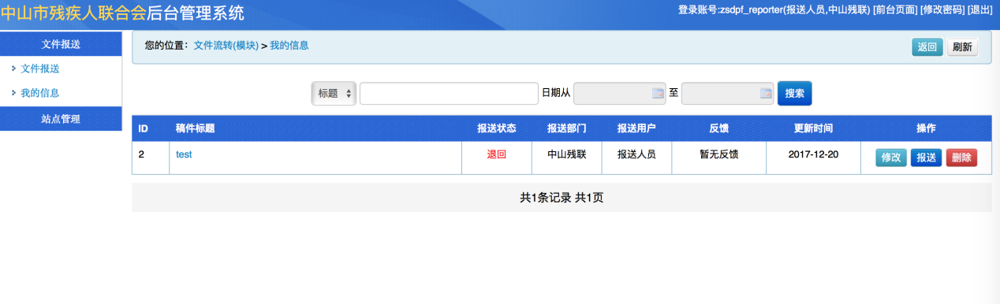 中山市残疾人联合会后台管理系统
登录账号:zsdpf_reporter(报送人员,中山残联) [前台页面] [修改密码] [退出]
文件报送
文件报送
我的信息
站点管理
您的位置：文件流转(模块) > 我的信息
返回 刷新
标题 日期从 至 搜索
ID 稿件标题 报送状态 报送部门 报送用户 反馈 更新时间 操作
2 test 退回 中山残联 报送人员 暂无反馈 2017-12-20 修改 报送 删除
共1条记录 共1页